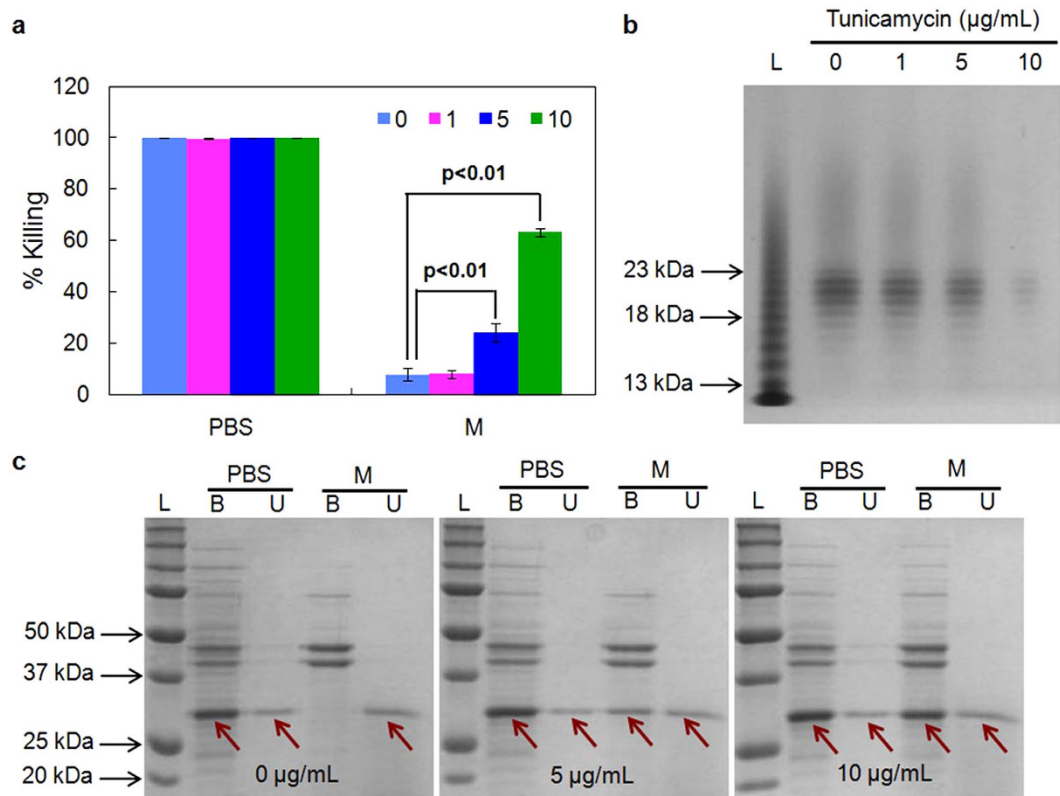 a
% Killing
120
100
80
60
40
20
0
0 1 5 10
p<0.01
p<0.01
PBS M
b
Tunicamycin (µg/mL)
L 0 1 5 10
23 kDa
18 kDa
13 kDa
c
PBS M
L B U B U
50 kDa
37 kDa
25 kDa
20 kDa
0 µg/mL
PBS M
L B U B U
5 µg/mL
PBS M
L B U B U
10 µg/mL